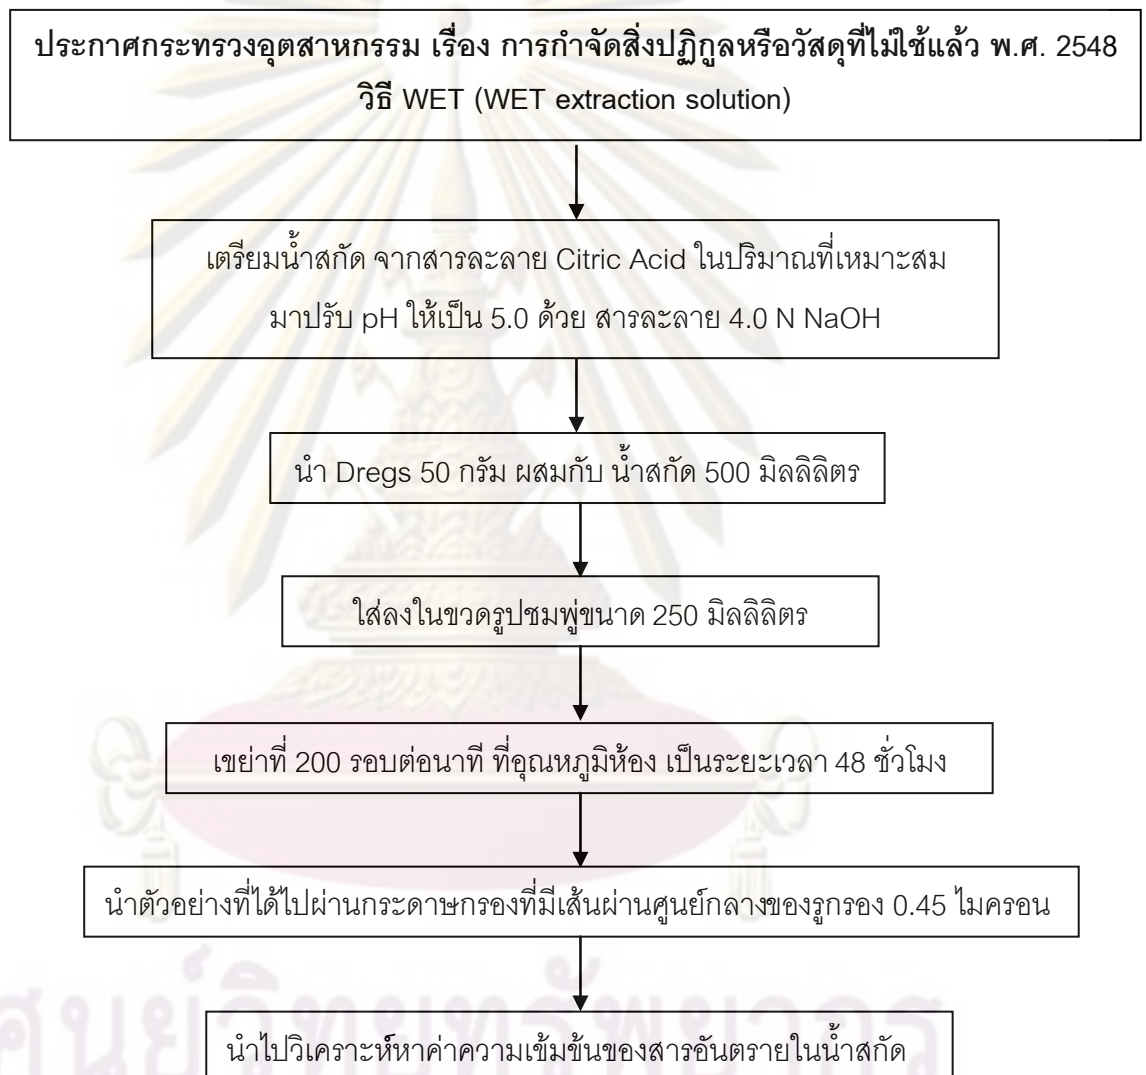 ประกาศกระทรวงอุตสาหกรรม เรื่อง การกำจัดสิ่งปฏิกูลหรือวัสดุที่ไม่ใช้แล้ว พ.ศ. 2548
วิธี WET (WET extraction solution)
เตรียมน้ำสกัด จากสารละลาย Citric Acid ในปริมาณที่เหมาะสม
มาปรับ pH ให้เป็น 5.0 ด้วย สารละลาย 4.0 N NaOH
นำ Dregs 50 กรัม ผสมกับ น้ำสกัด 500 มิลลิลิตร
ใส่ลงในขวดรูปชมพู่ขนาด 250 มิลลิลิตร
เขย่าที่ 200 รอบต่อนาที ที่อุณหภูมิห้อง เป็นระยะเวลา 48 ชั่วโมง
นำตัวอย่างที่ได้ไปผ่านกระดาษกรองที่มีเส้นผ่านศูนย์กลางของรูกรอง 0.45 ไมครอน
ศูนย์วิทยทรัพยากร
นำไปวิเคราะห์หาค่าความเข้มข้นของสารอันตรายในน้ำสกัด